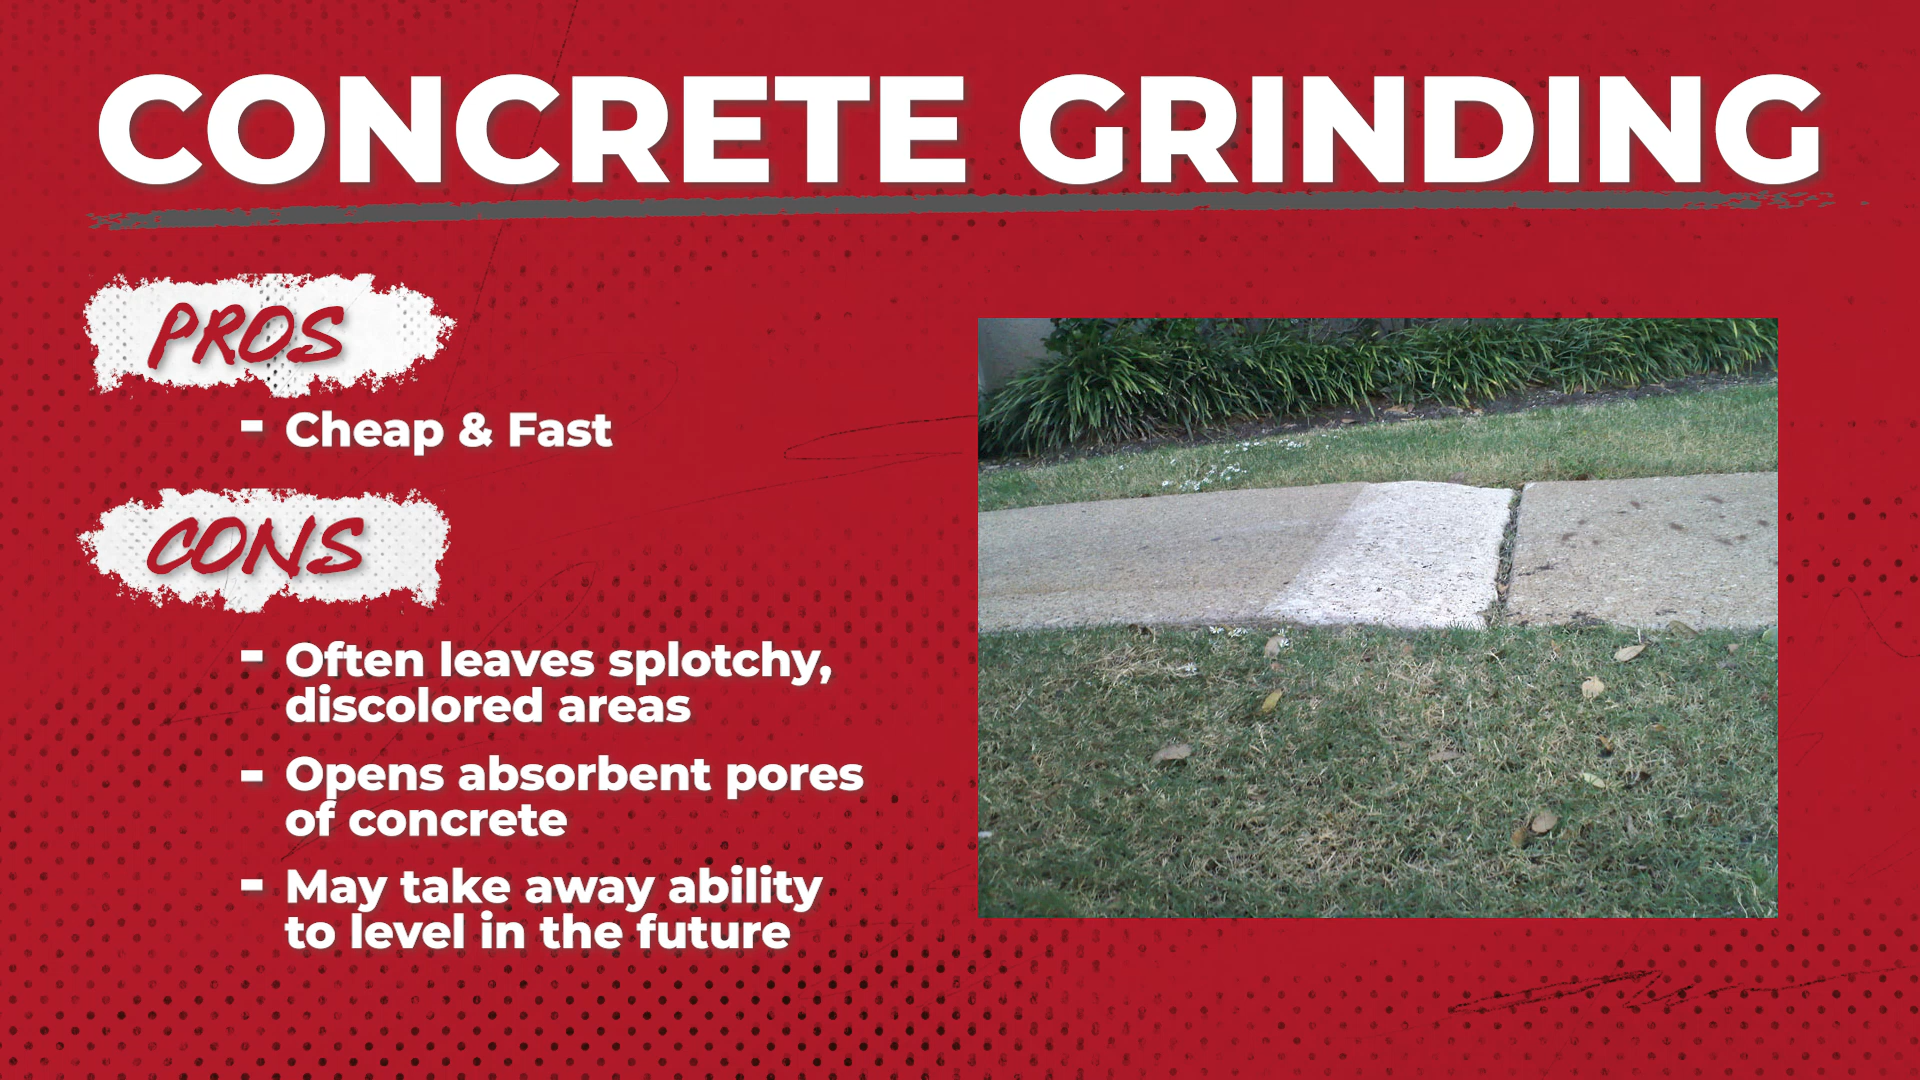 CONCRETE GRINDING
PROS
- Cheap & Fast
CONS
- Often leaves splotchy,
discolored areas
- Opens absorbent pores
of concrete
- May take away ability
to level in the future